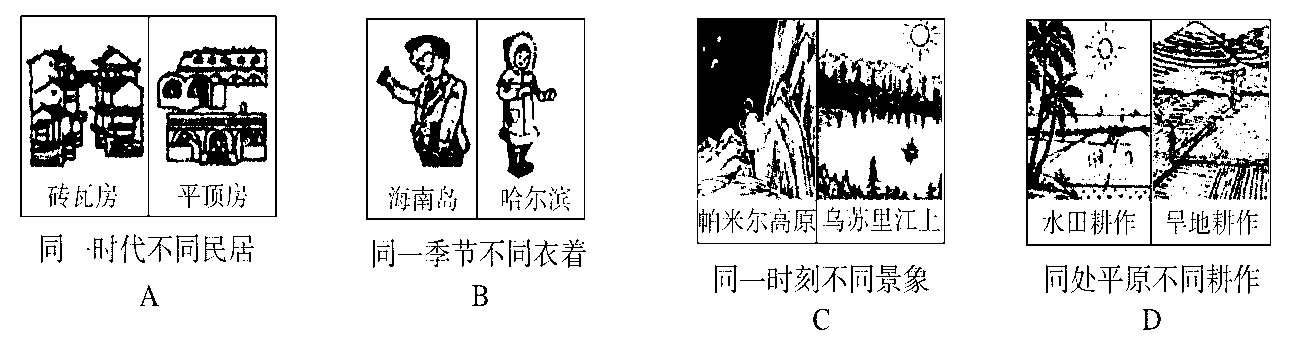 砖瓦房 平顶房
同一时代不同民居
A
海南岛 哈尔滨
同一季节不同衣着
B
帕米尔高原 乌苏里江上
同一时刻不同景象
C
水田耕作 旱地耕作
同处平原不同耕作
D